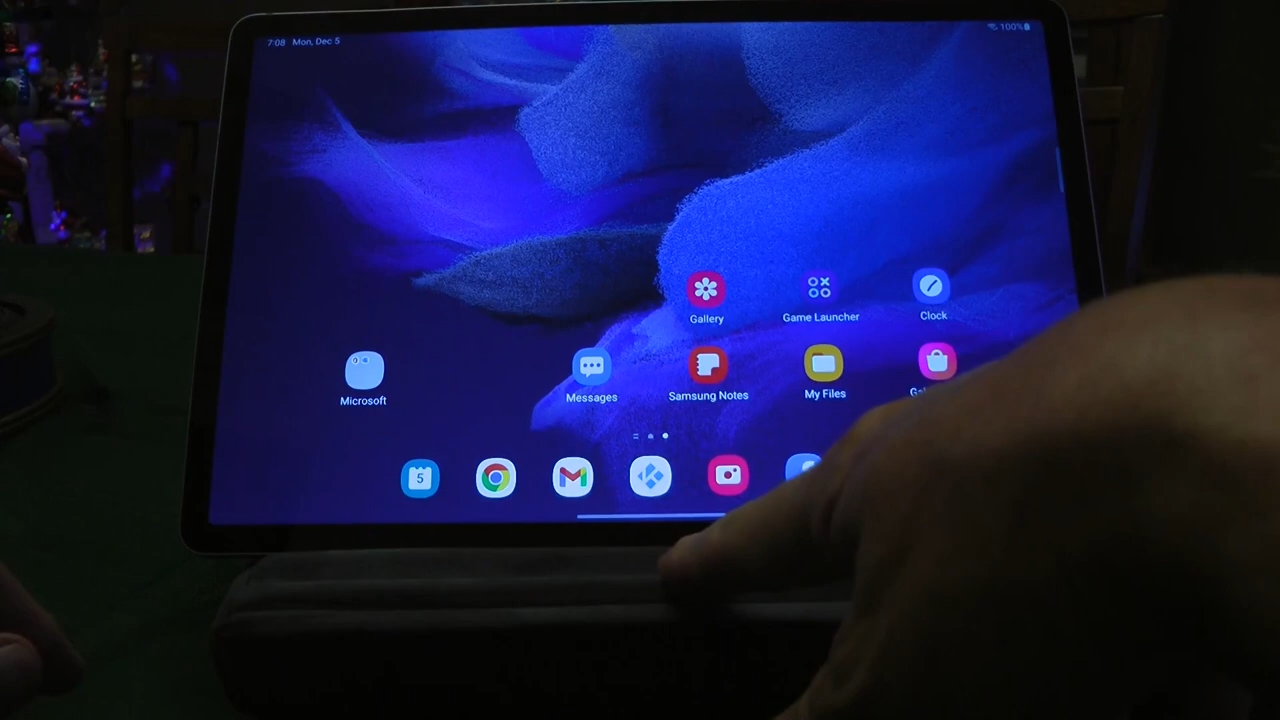 7:08 Mon, Dec 5
100%
Gallery
Game Launcher
Clock
Microsoft
Messages
Samsung Notes
My Files
5